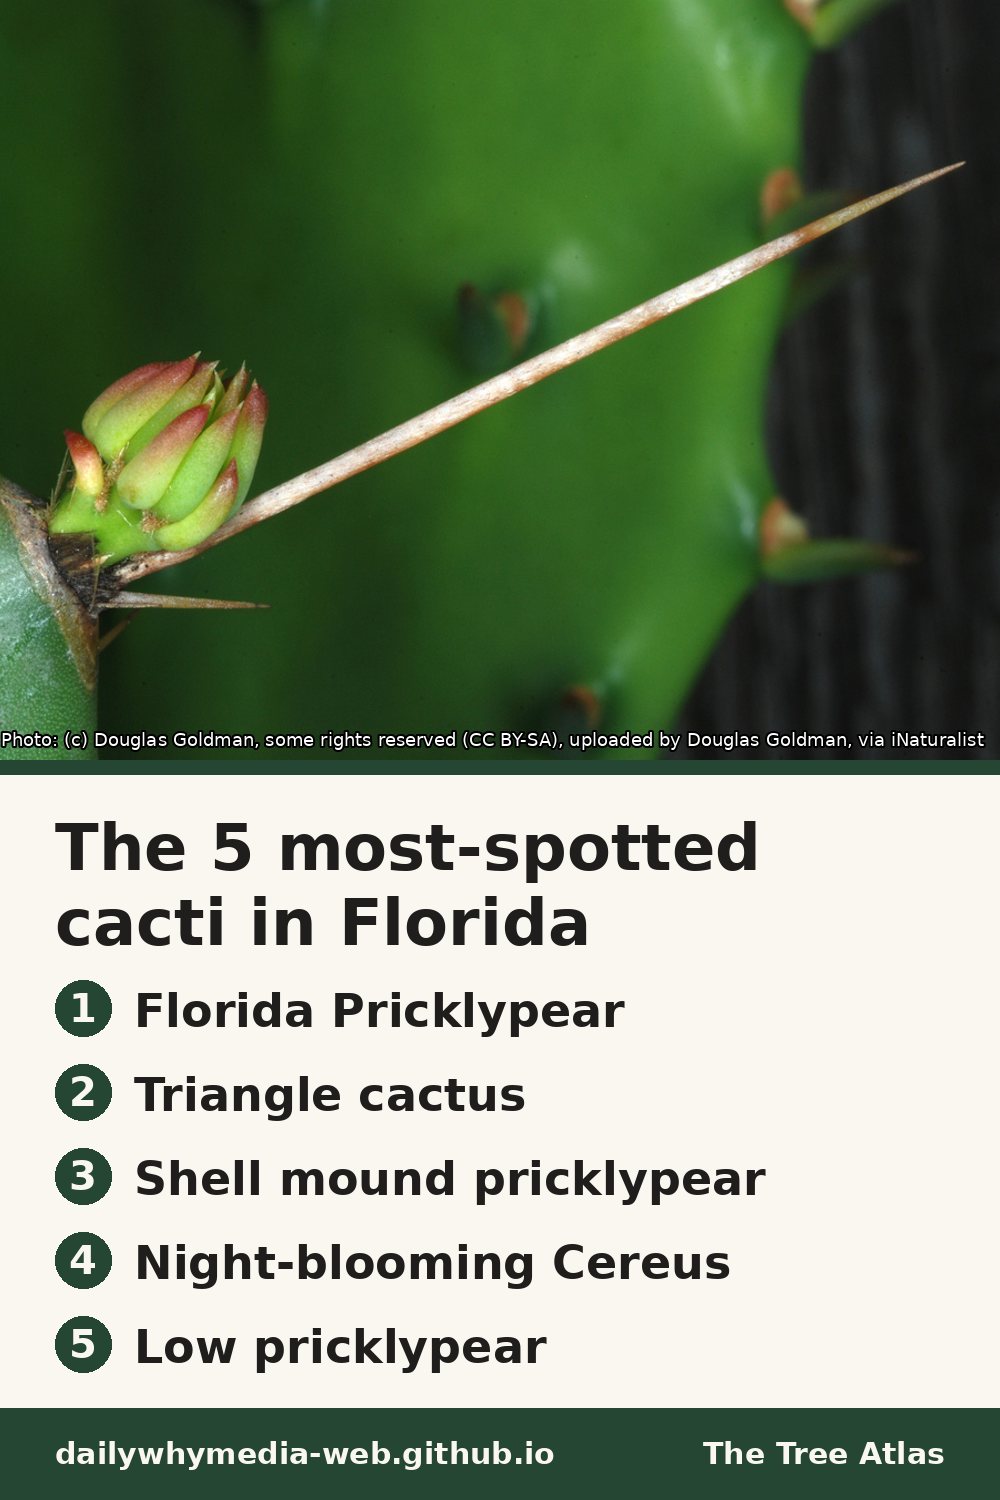 Photo: (c) Douglas Goldman, some rights reserved (CC BY-SA), uploaded by Douglas Goldman, via iNaturalist
The 5 most-spotted
cacti in Florida
1 Florida Pricklypear
2 Triangle cactus
3 Shell mound pricklypear
4 Night-blooming Cereus
5 Low pricklypear
dailywhymedia-web.github.io The Tree Atlas